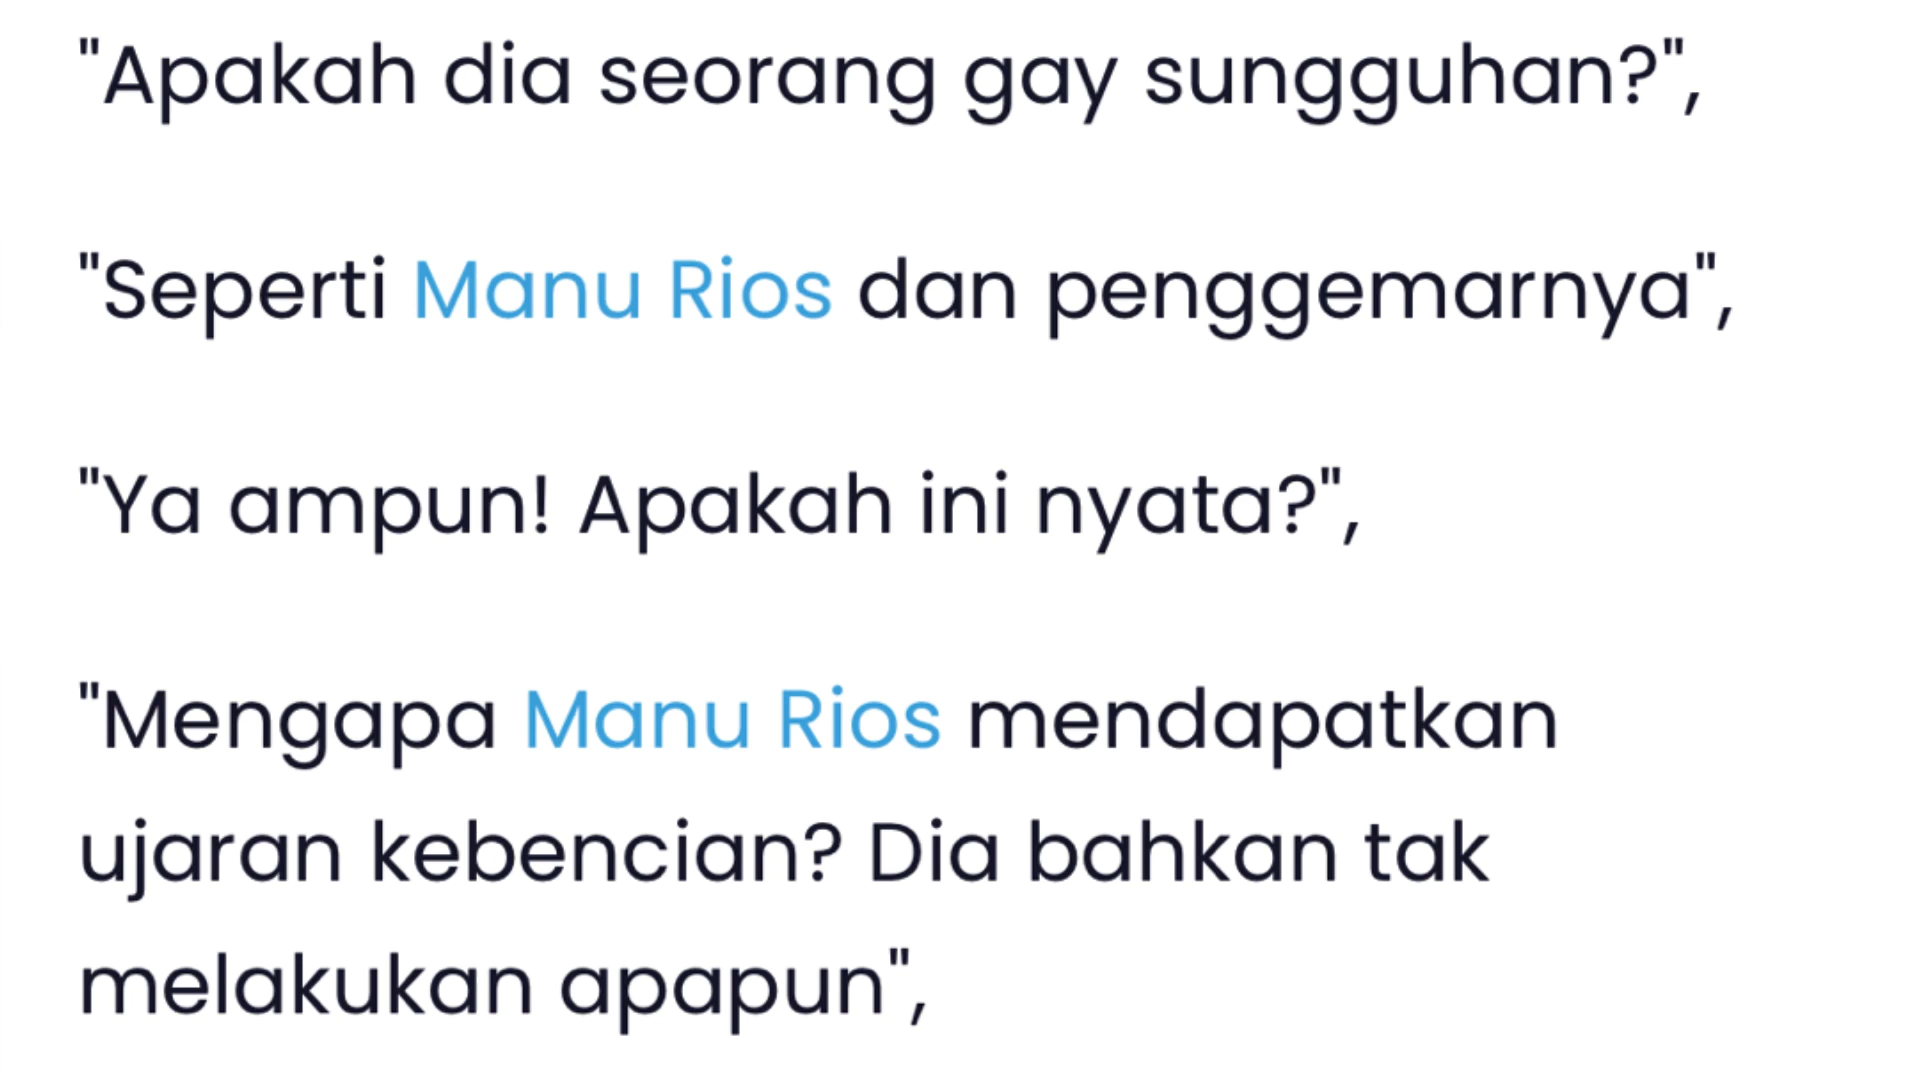 "Apakah dia seorang gay sungguhan?",
"Seperti Manu Rios dan penggemarnya",
"Ya ampun! Apakah ini nyata?",
"Mengapa Manu Rios mendapatkan
ujaran kebencian? Dia bahkan tak
melakukan apapun",